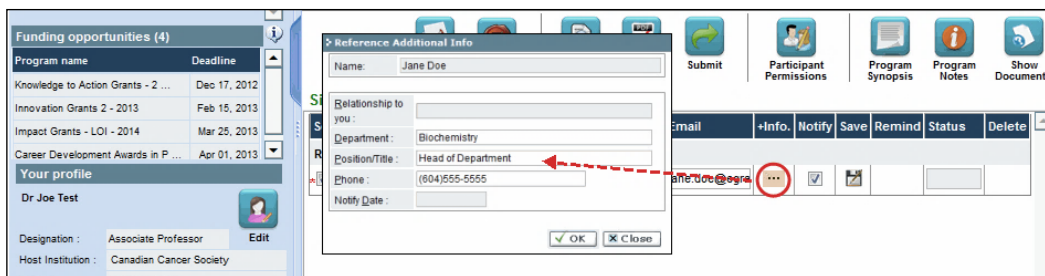 Funding opportunities (4)
Program name Deadline
Knowledge to Action Grants - 2 ... Dec 17, 2012
Innovation Grants 2 - 2013 Feb 15, 2013
Impact Grants - LOI - 2014 Mar 25, 2013
Career Development Awards in P ... Apr 01, 2013
Your profile
Dr Joe Test
Edit
Designation : Associate Professor
Host Institution : Canadian Cancer Society
Reference Additional Info
Name: Jane Doe
Relationship to
you :
Department : Biochemistry
Position/Title : Head of Department
Phone : (604)555-5555
Notify Date :
OK Close
Submit
Participant
Permissions
Program
Synopsis
Program
Notes
Show
Document
Email +Info. Notify Save Remind Status Delete
jane.doe@ogra